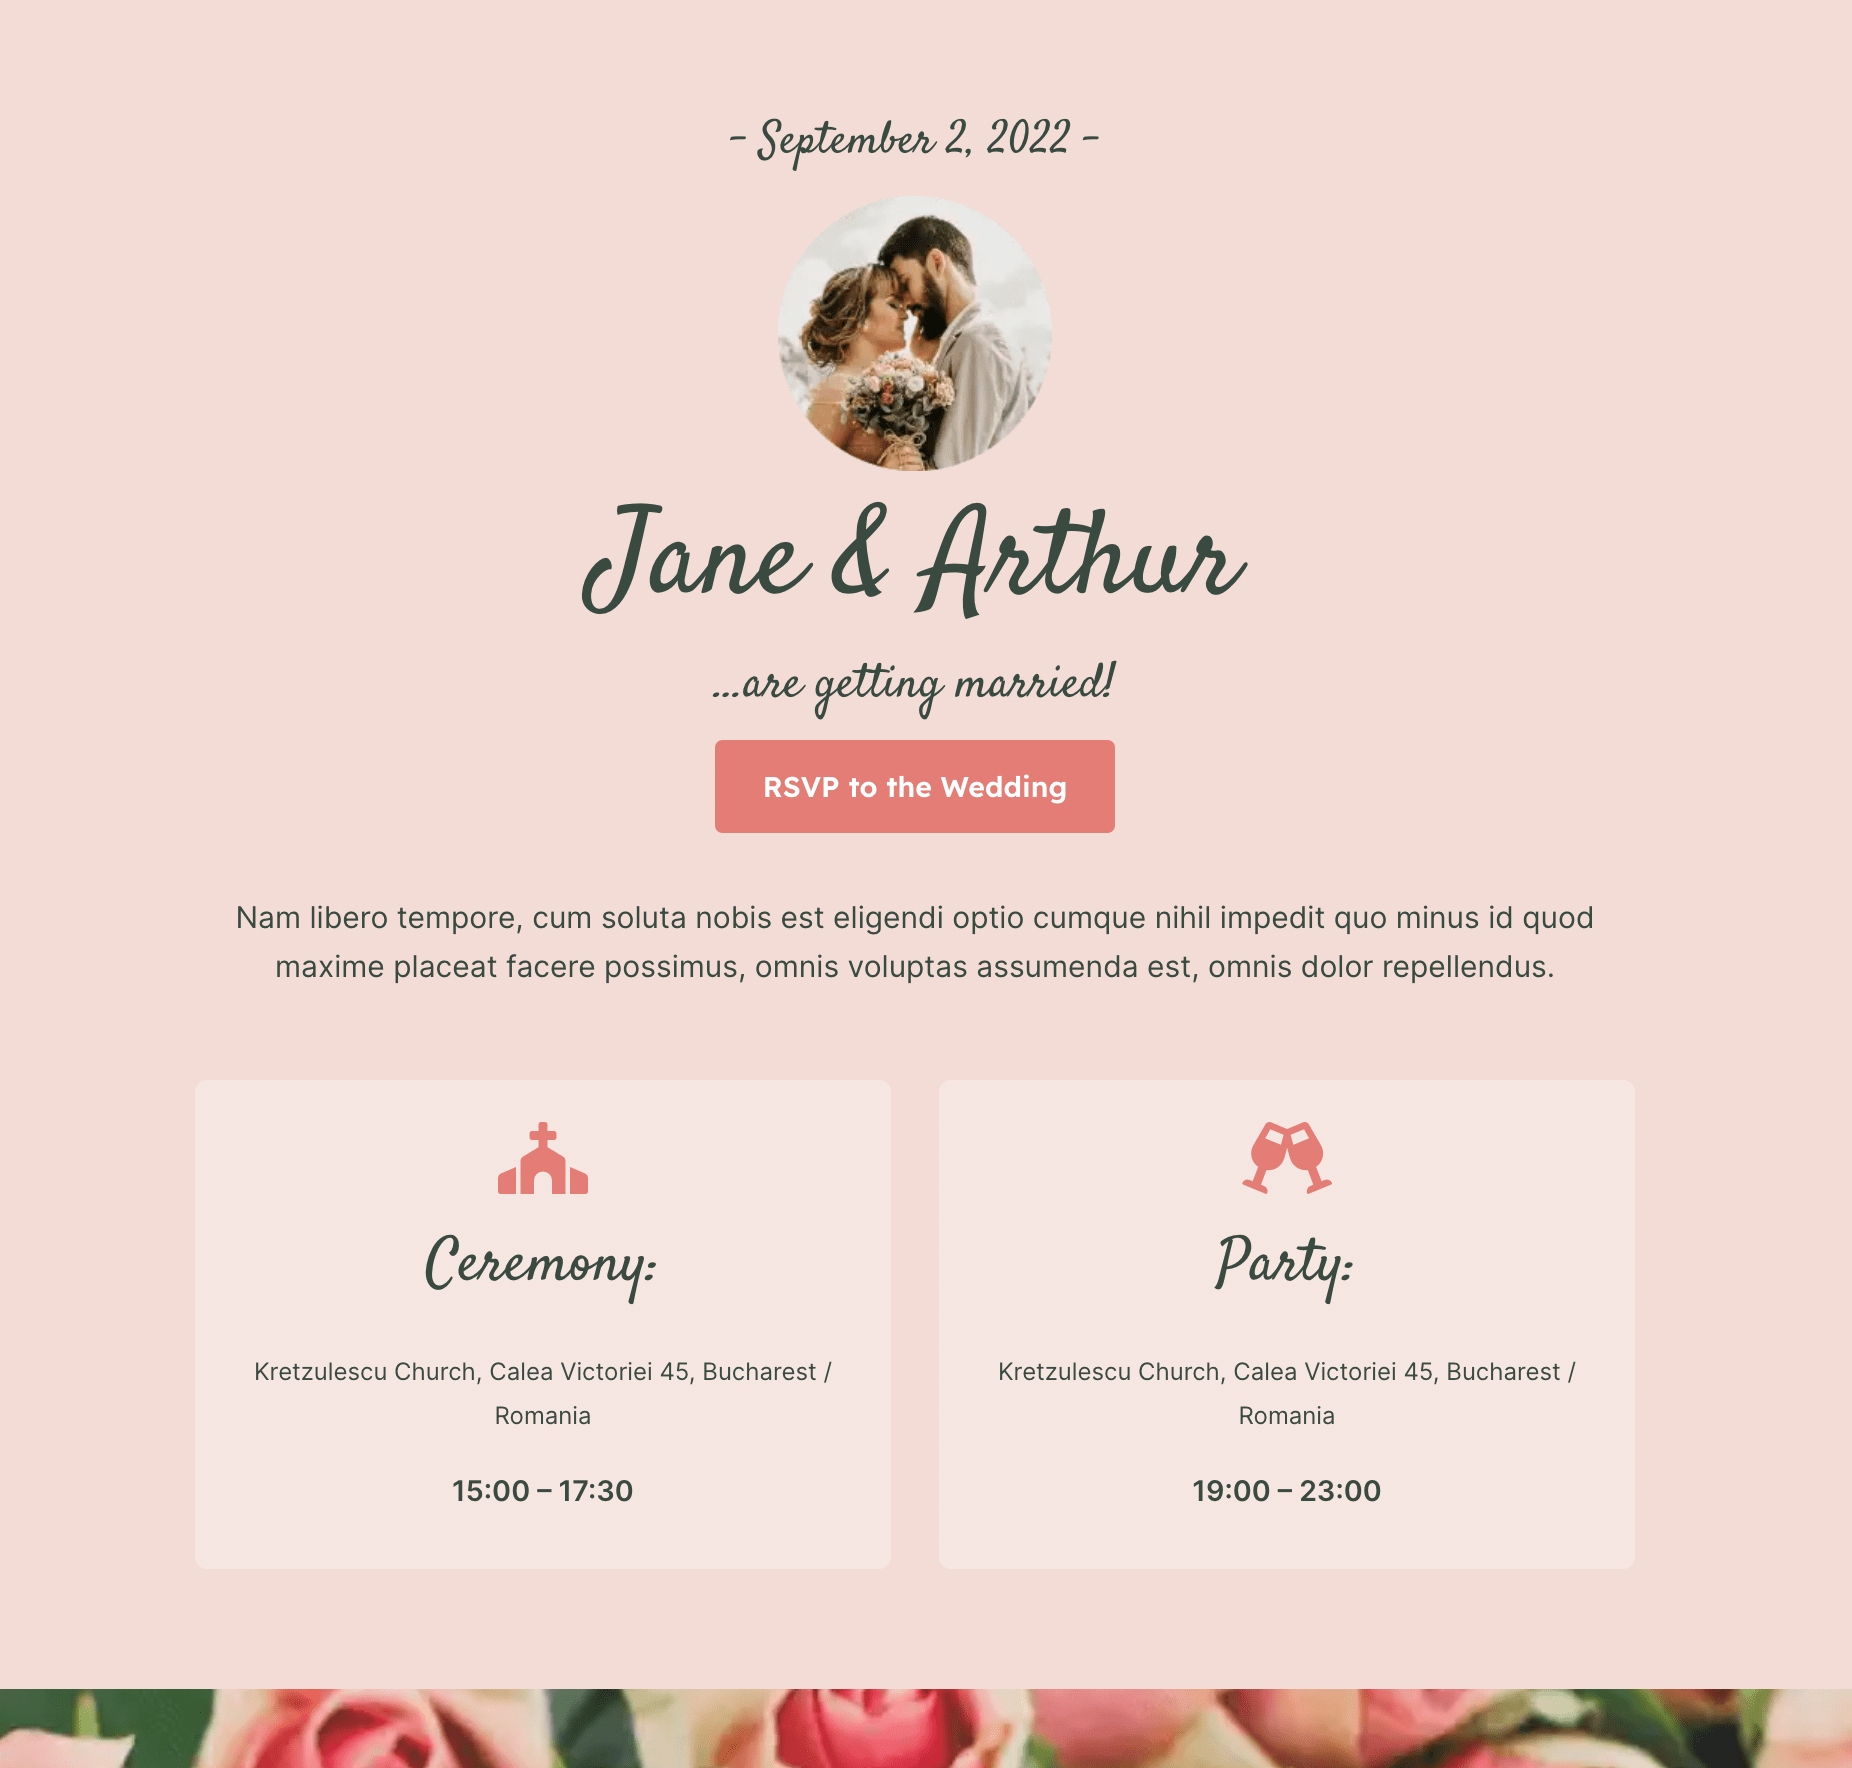 - September 2, 2022 -
Jane & Arthur
...are getting married!
RSVP to the Wedding
Nam libero tempore, cum soluta nobis est eligendi optio cumque nihil impedit quo minus id quod
maxime placeat facere possimus, omnis voluptas assumenda est, omnis dolor repellendus.
Ceremony:
Kretzulescu Church, Calea Victoriei 45, Bucharest /
Romania
15:00 – 17:30
Party:
Kretzulescu Church, Calea Victoriei 45, Bucharest /
Romania
19:00 – 23:00